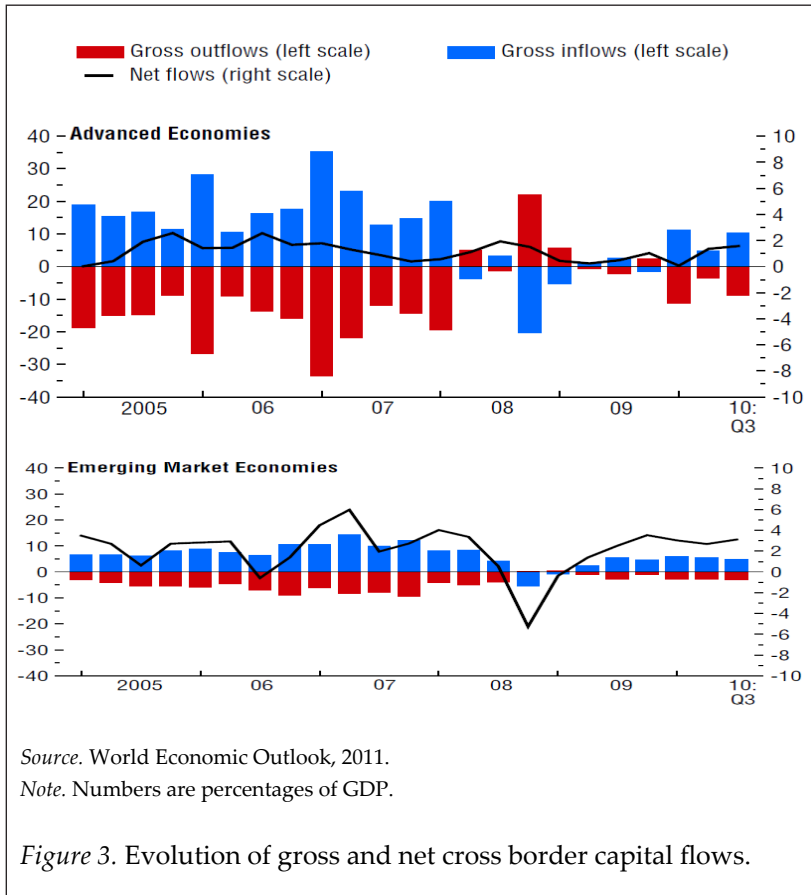 Gross outflows (left scale) Gross inflows (left scale)
Net flows (right scale)
Advanced Economies
40 10
30 8
20 6
10 4
0 2
-10 0
-20 -2
-30 -4
-40 -6
-8
-10
2005 06 07 08 09 10:
Q3
Emerging Market Economies
40 10
30 8
20 6
10 4
0 2
-10 0
-20 -2
-30 -4
-40 -6
-8
-10
2005 06 07 08 09 10:
Q3
Source. World Economic Outlook, 2011.
Note. Numbers are percentages of GDP.
Figure 3. Evolution of gross and net cross border capital flows.